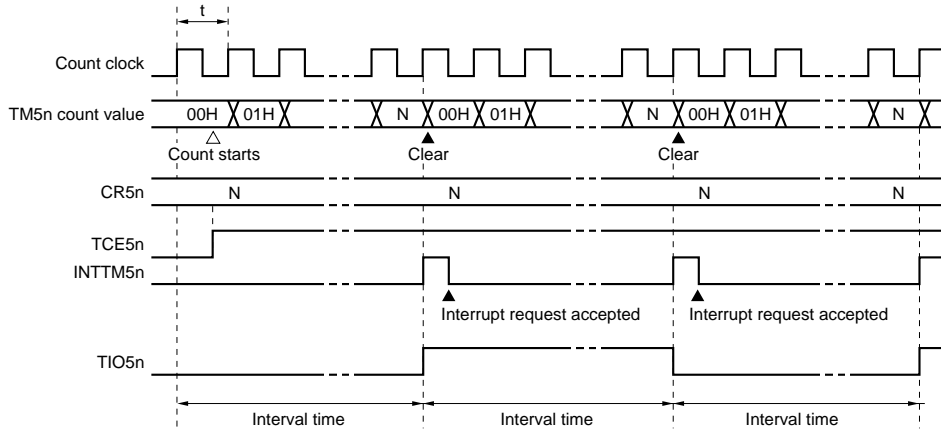 t
Count clock
TM5n count value 00H 01H N 00H 01H N 00H 01H N
Count starts Clear Clear
CR5n N N N N
TCE5n
INTTM5n
Interrupt request accepted Interrupt request accepted
TIO5n
Interval time Interval time Interval time